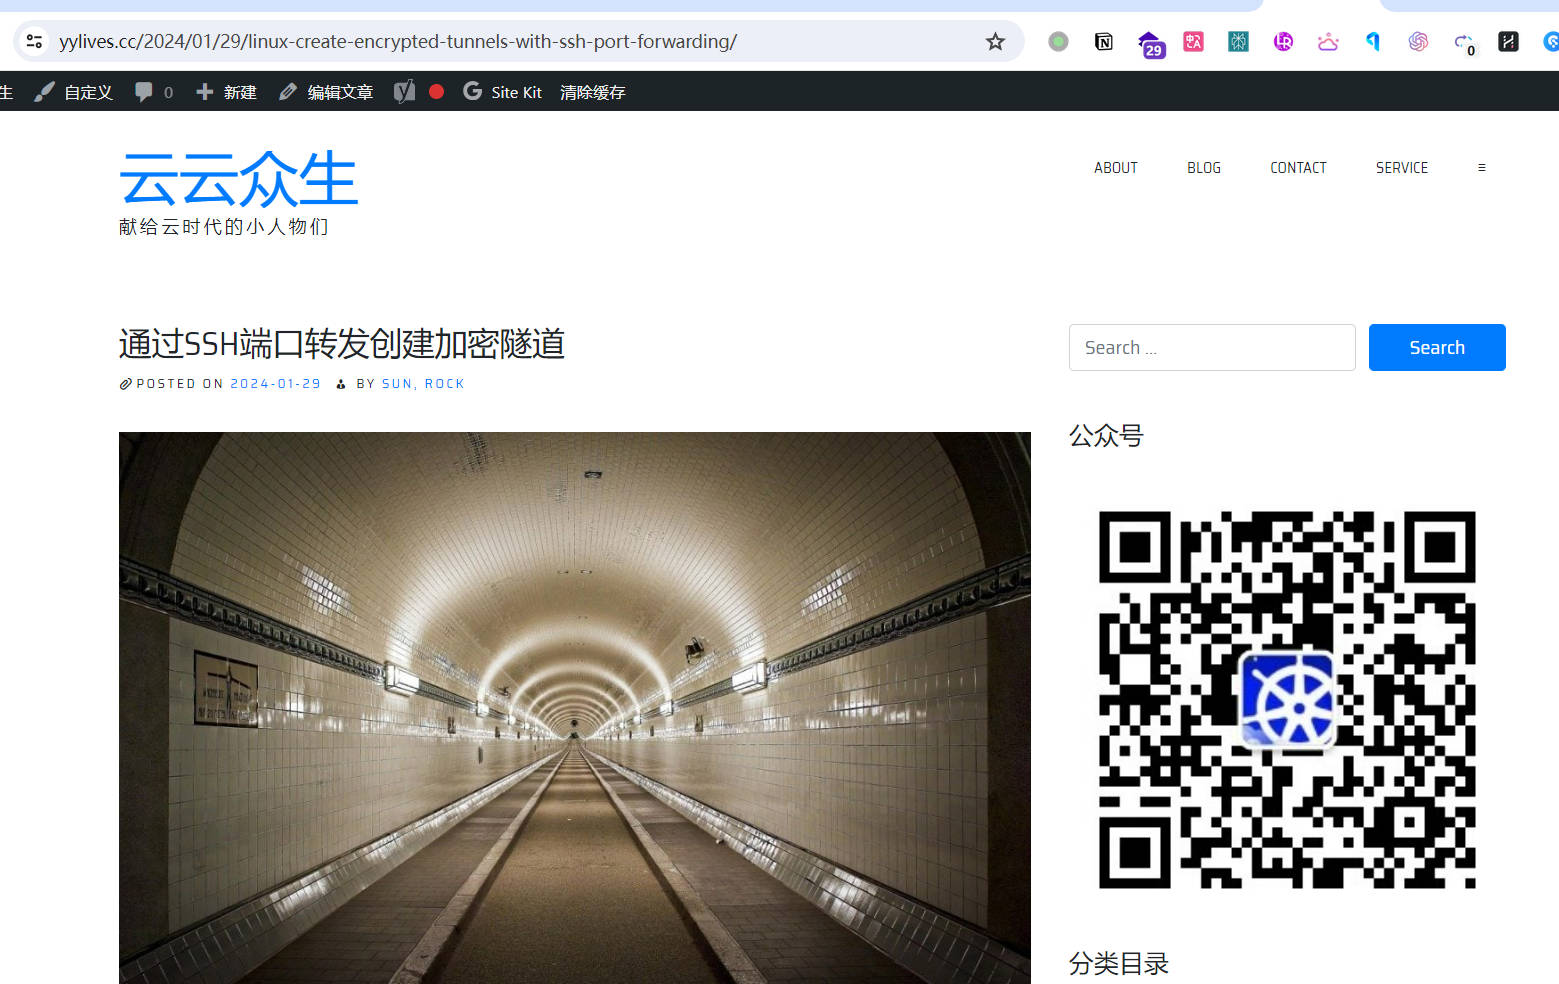 yylives.cc/2024/01/29/linux-create-encrypted-tunnels-with-ssh-port-forwarding/
29
0
生 自定义 0 新建 编辑文章 Site Kit 清除缓存
云云众生
献给云时代的小人物们
ABOUT BLOG CONTACT SERVICE
通过SSH端口转发创建加密隧道
POSTED ON 2024-01-29 BY SUN, ROCK
Search ...
Search
公众号
分类目录